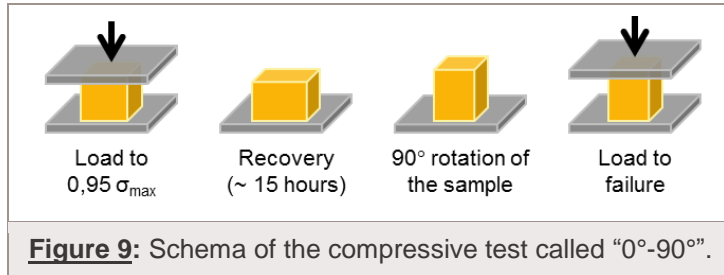 Load to
0,95 σmax
Recovery
(~ 15 hours)
90° rotation of
the sample
Load to
failure
Figure 9: Schema of the compressive test called “0°-90°”.